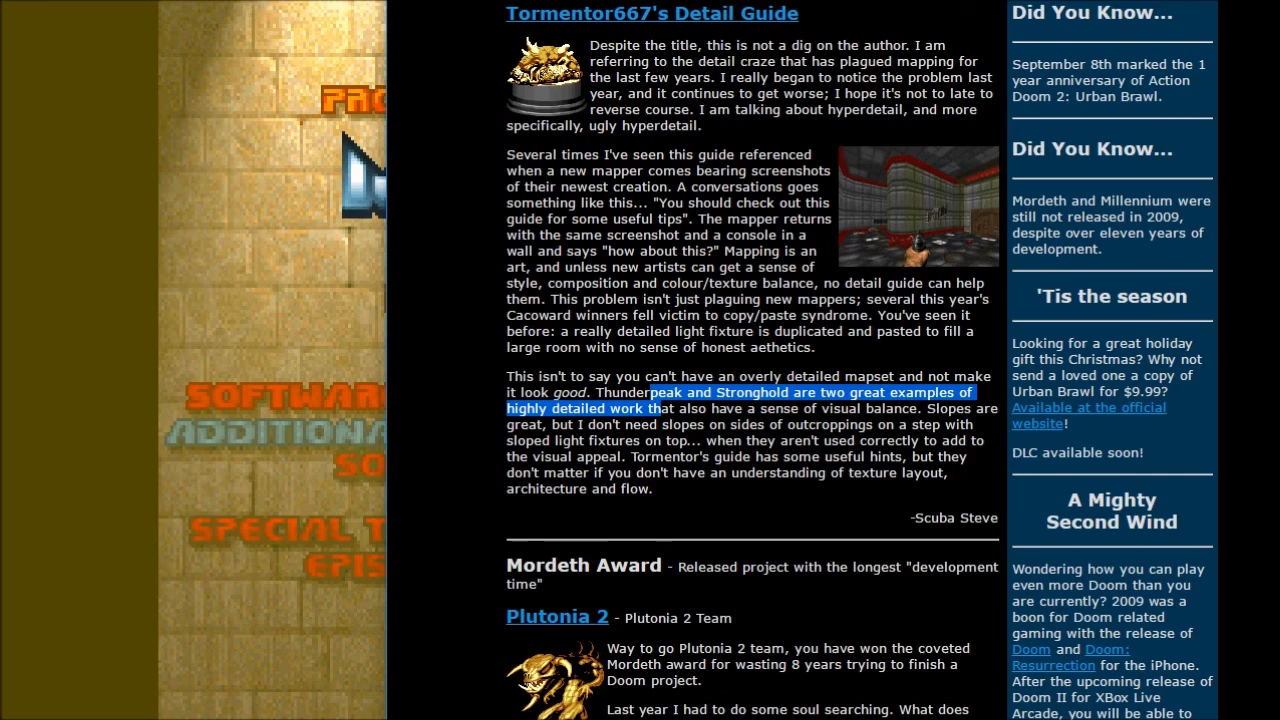 PRO
SOFTWAR
ADDITIONA
SO
SPECIAL T
EPIS
Tormentor667's Detail Guide
Despite the title, this is not a dig on the author. I am
referring to the detail craze that has plagued mapping for
the last few years. I really began to notice the problem last
year, and it continues to get worse; I hope it's not to late to
reverse course. I am talking about hyperdetail, and more
specifically, ugly hyperdetail.
Several times I've seen this guide referenced
when a new mapper comes bearing screenshots
of their newest creation. A conversations goes
something like this... "You should check out this
guide for some useful tips". The mapper returns
with the same screenshot and a console in a
wall and says "how about this?" Mapping is an
art, and unless new artists can get a sense of
style, composition and colour/texture balance, no detail guide can help
them. This problem isn't just plaguing new mappers; several this year's
Cacoward winners fell victim to copy/paste syndrome. You've seen it
before: a really detailed light fixture is duplicated and pasted to fill a
large room with no sense of honest aethetics.
This isn't to say you can't have an overly detailed mapset and not make
it look good. Thunderpeak and Stronghold are two great examples of
highly detailed work that also have a sense of visual balance. Slopes are
great, but I don't need slopes on sides of outcroppings on a step with
sloped light fixtures on top... when they aren't used correctly to add to
the visual appeal. Tormentor's guide has some useful hints, but they
don't matter if you don't have an understanding of texture layout,
architecture and flow.
-Scuba Steve
Mordeth Award - Released project with the longest "development
time"
Plutonia 2 - Plutonia 2 Team
Way to go Plutonia 2 team, you have won the coveted
Mordeth award for wasting 8 years trying to finish a
Doom project.
Last year I had to do some soul searching. What does
Did You Know...
September 8th marked the 1
year anniversary of Action
Doom 2: Urban Brawl.
Did You Know...
Mordeth and Millennium were
still not released in 2009,
despite over eleven years of
development.
'Tis the season
Looking for a great holiday
gift this Christmas? Why not
send a loved one a copy of
Urban Brawl for $9.99?
Available at the official
website!
DLC available soon!
A Mighty
Second Wind
Wondering how you can play
even more Doom than you
are currently? 2009 was a
boon for Doom related
gaming with the release of
Doom and Doom:
Resurrection for the iPhone.
After the upcoming release of
Doom II for XBox Live
Arcade, you will be able to